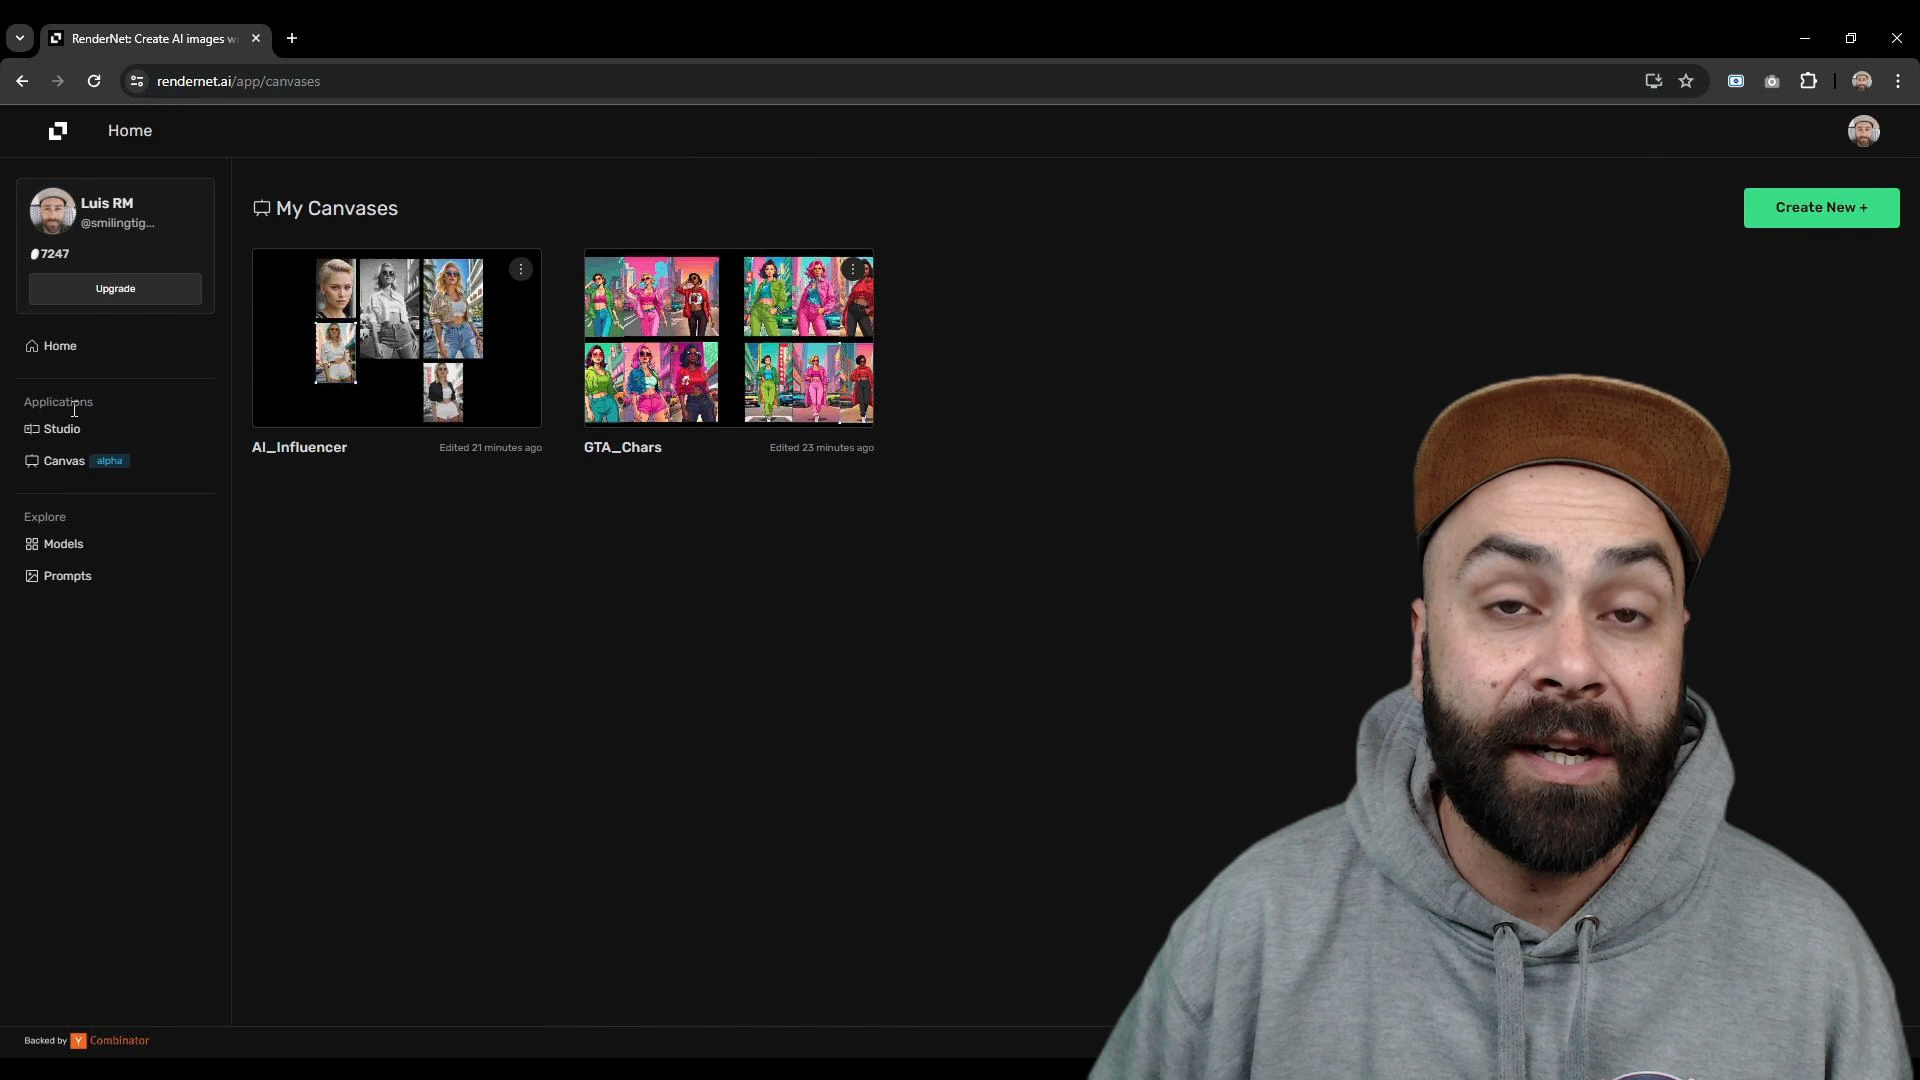 RenderNet: Create AI images w
rendernet.ai/app/canvases
Home
Luis RM
@smilingtig...
7247
Upgrade
Home
Applications
Studio
Canvas alpha
Explore
Models
Prompts
My Canvases
Create New +
AI_Influencer
Edited 21 minutes ago
GTA_Chars
Edited 23 minutes ago
Backed by Y Combinator